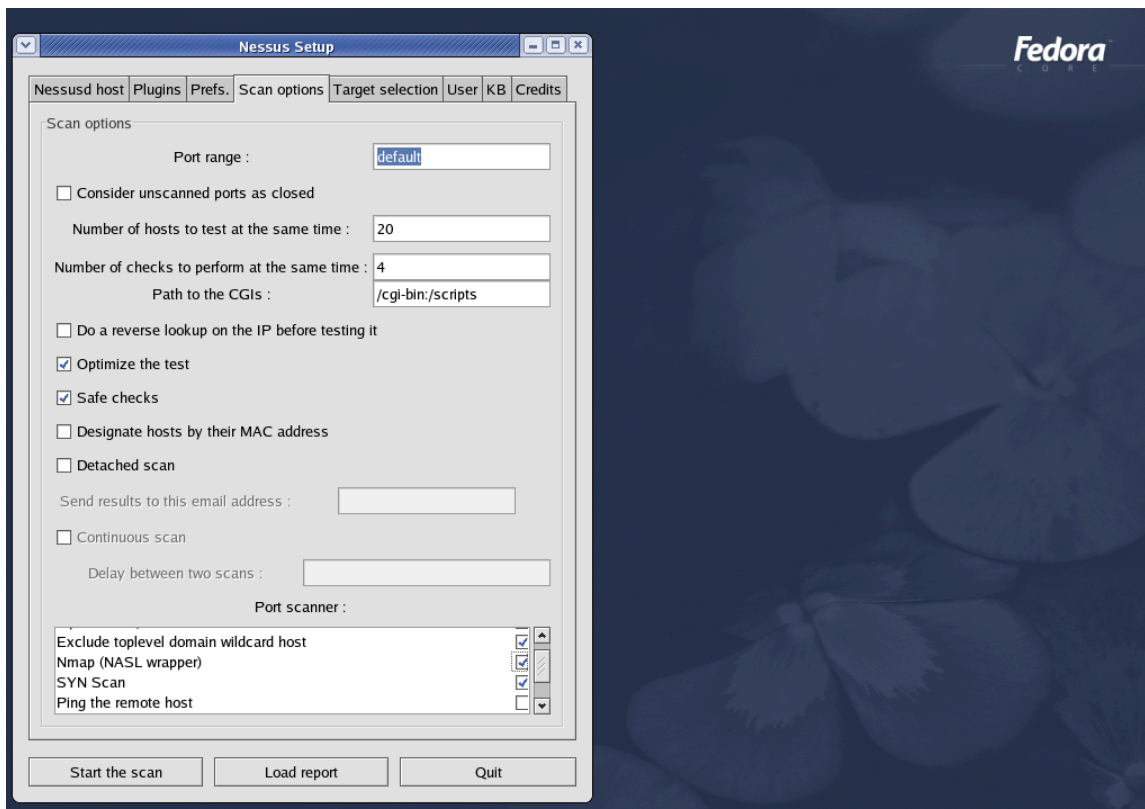 Nessus Setup
Fedora
CORE
Nessusd host Plugins Prefs. Scan options Target selection User KB Credits
Scan options
Port range : default
Consider unscanned ports as closed
Number of hosts to test at the same time : 20
Number of checks to perform at the same time : 4
Path to the CGIs : /cgi-bin:/scripts
Do a reverse lookup on the IP before testing it
Optimize the test
Safe checks
Designate hosts by their MAC address
Detached scan
Send results to this email address :
Continuous scan
Delay between two scans :
Port scanner :
Exclude toplevel domain wildcard host
Nmap (NASL wrapper)
SYN Scan
Ping the remote host
Start the scan Load report Quit